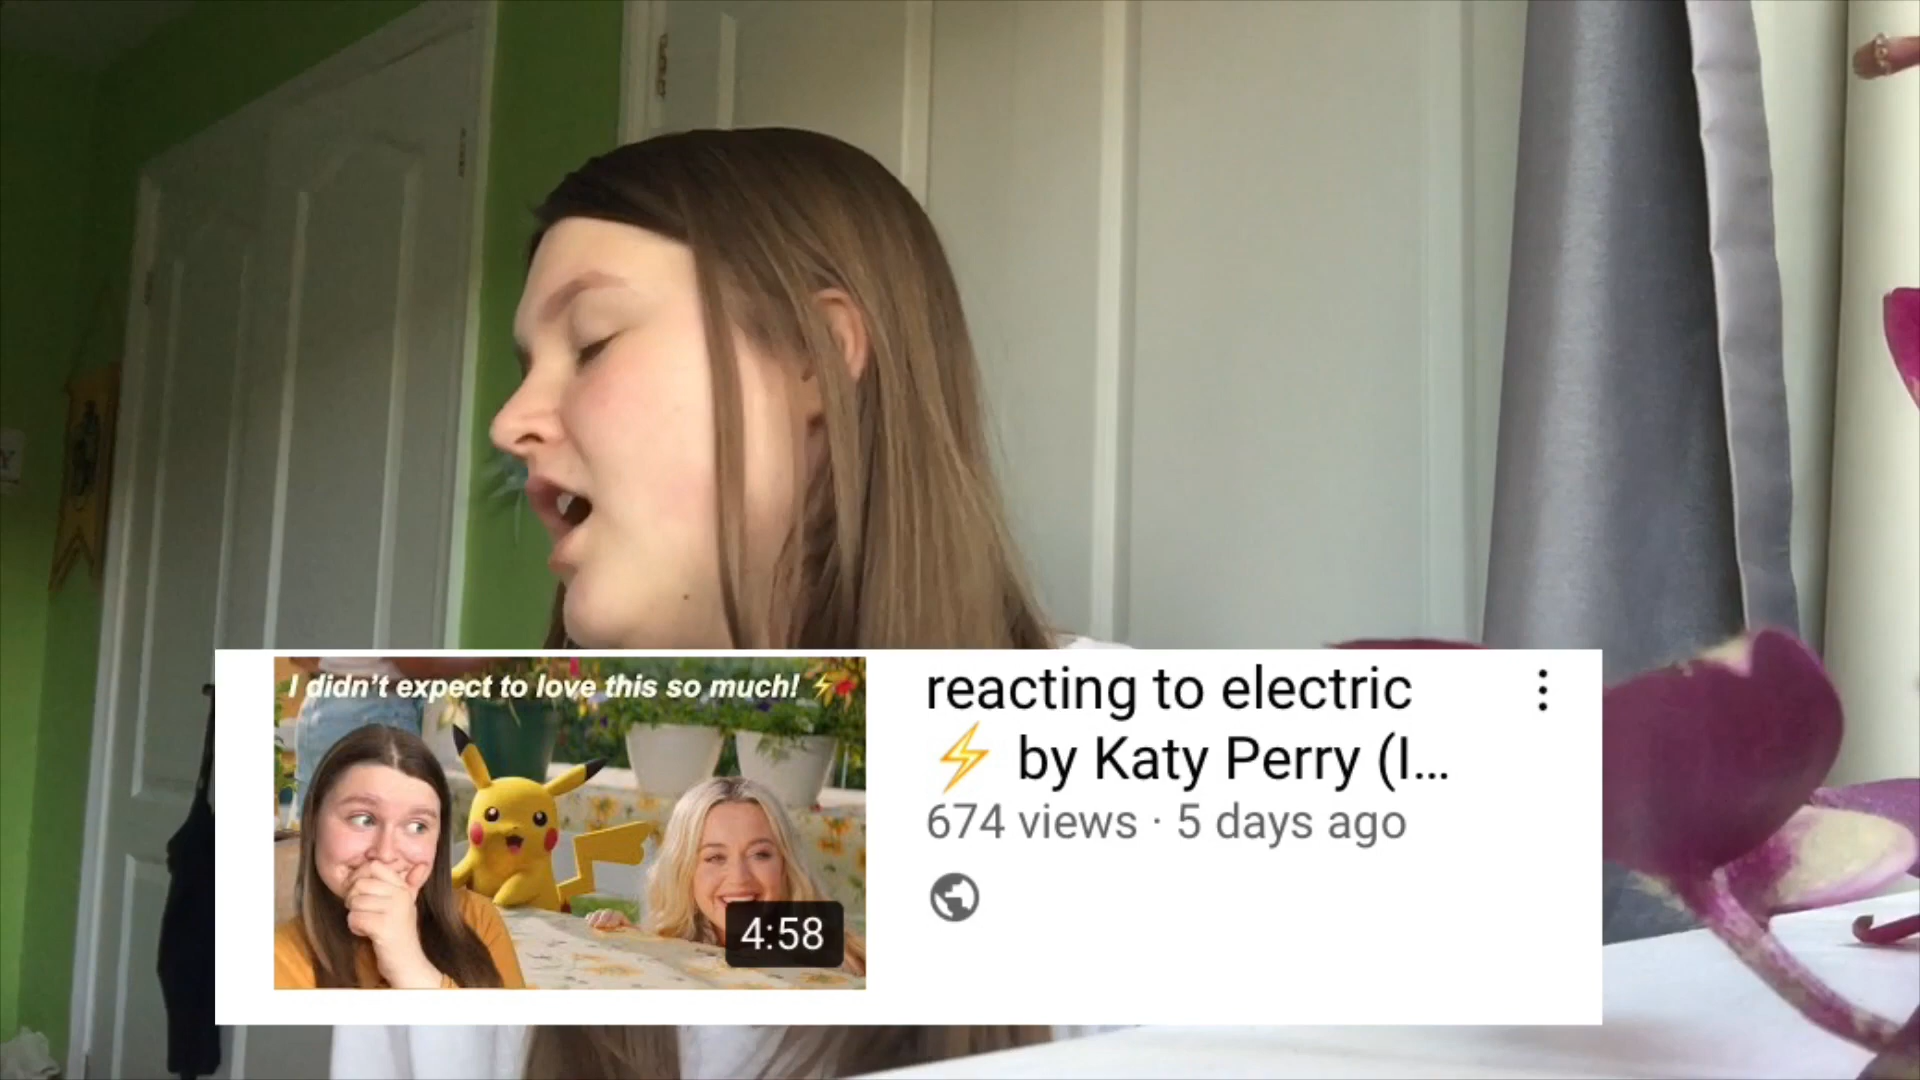 I didn't expect to love this so much! ⚡
4:58
reacting to electric
⚡ by Katy Perry (I...
674 views · 5 days ago
Y